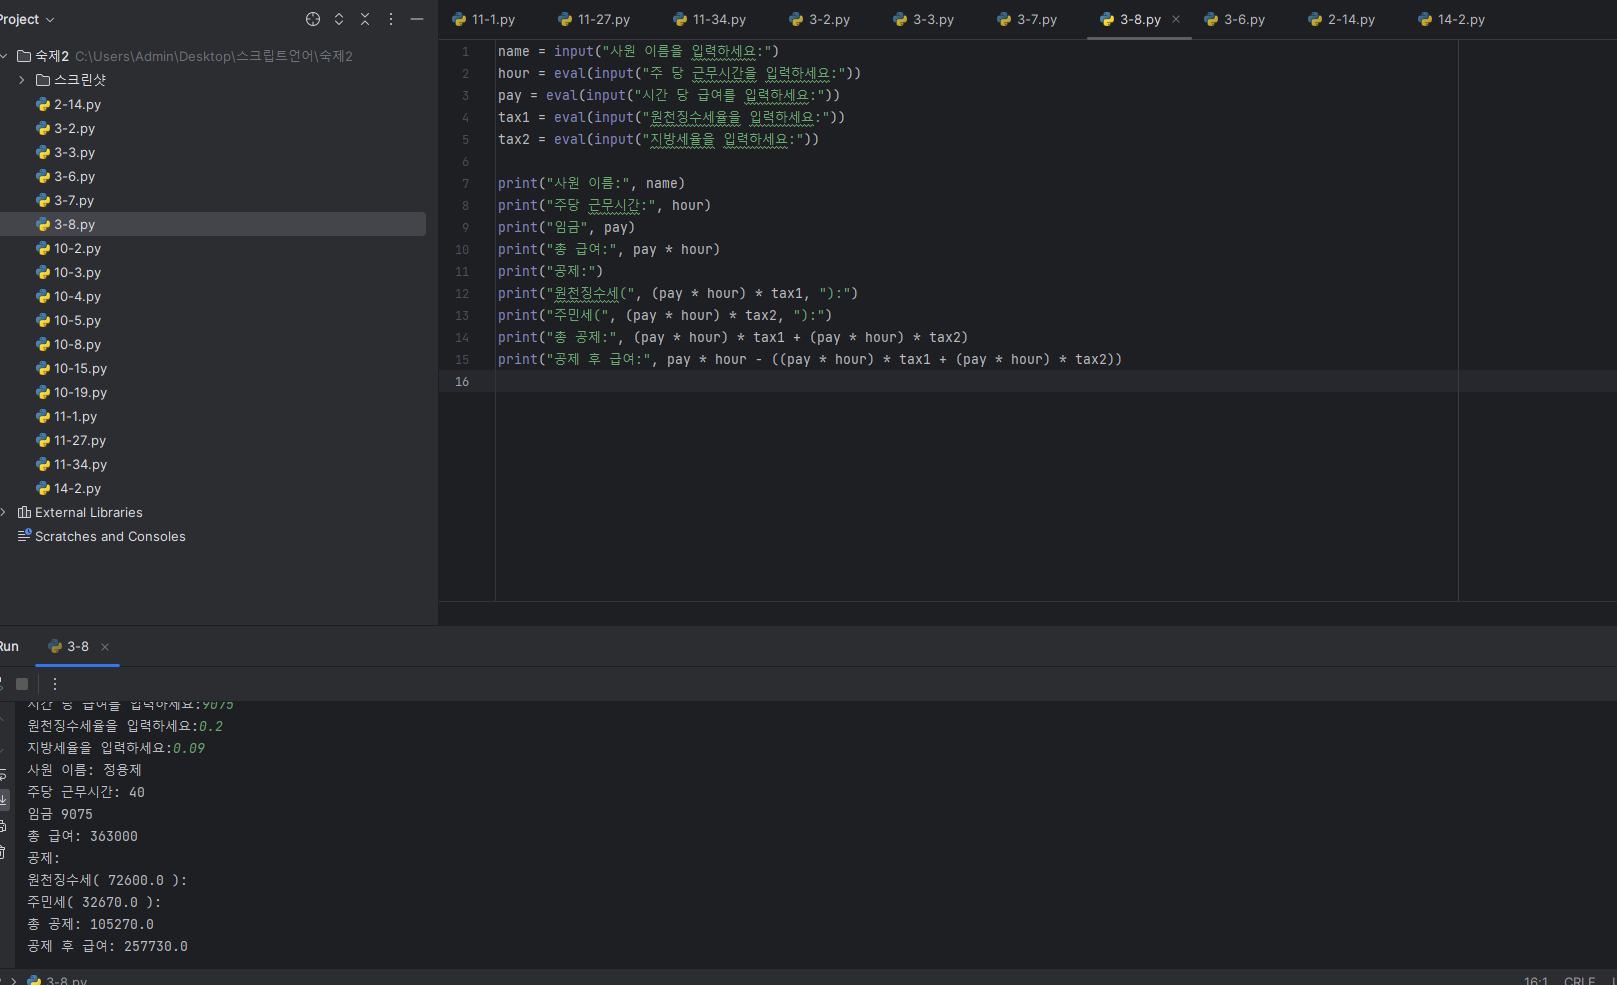 Project
숙제2 C:\Users\Admin\Desktop\스크립트언어\숙제2
스크린샷
2-14.py
3-2.py
3-3.py
3-6.py
3-7.py
3-8.py
10-2.py
10-3.py
10-4.py
10-5.py
10-8.py
10-15.py
10-19.py
11-1.py
11-27.py
11-34.py
14-2.py
External Libraries
Scratches and Consoles
11-1.py 11-27.py 11-34.py 3-2.py 3-3.py 3-7.py 3-8.py 3-6.py 2-14.py 14-2.py
1 name = input("사원 이름을 입력하세요:")
2 hour = eval(input("주 당 근무시간을 입력하세요:"))
3 pay = eval(input("시간 당 급여를 입력하세요:"))
4 tax1 = eval(input("원천징수세율을 입력하세요:"))
5 tax2 = eval(input("지방세율을 입력하세요:"))
6
7 print("사원 이름:", name)
8 print("주당 근무시간:", hour)
9 print("임금", pay)
10 print("총 급여:", pay * hour)
11 print("공제:")
12 print("원천징수세(", (pay * hour) * tax1, "):")
13 print("주민세(", (pay * hour) * tax2, "):")
14 print("총 공제:", (pay * hour) * tax1 + (pay * hour) * tax2)
15 print("공제 후 급여:", pay * hour - ((pay * hour) * tax1 + (pay * hour) * tax2))
16
Run 3-8
시간 당 급여를 입력하세요:9075
원천징수세율을 입력하세요:0.2
지방세율을 입력하세요:0.09
사원 이름: 정용제
주당 근무시간: 40
임금 9075
총 급여: 363000
공제:
원천징수세( 72600.0 ):
주민세( 32670.0 ):
총 공제: 105270.0
공제 후 급여: 257730.0
3-8.py 16:1 CRLF